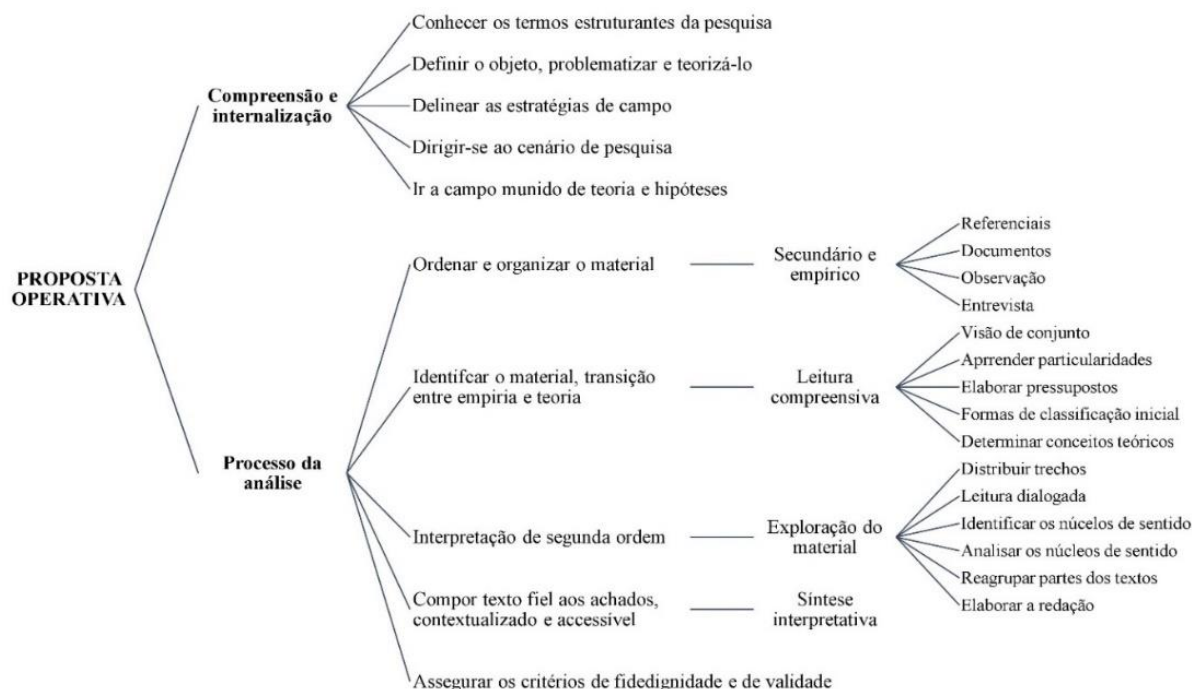 PROPOSTA
OPERATIVA
Compreensão e
internalização
Conhecer os termos estruturantes da pesquisa
Definir o objeto, problematizar e teorizá-lo
Delinear as estratégias de campo
Dirigir-se ao cenário de pesquisa
Ir a campo munido de teoria e hipóteses
Processo da
análise
Ordenar e organizar o material
Secundário e
empírico
Referenciais
Documentos
Observação
Entrevista
Identifcar o material, transição
entre empiria e teoria
Leitura
compreensiva
Visão de conjunto
Aprrender particularidades
Elaborar pressupostos
Formas de classificação inicial
Determinar conceitos teóricos
Interpretação de segunda ordem
Exploração do
material
Distribuir trechos
Leitura dialogada
Identificar os núcelos de sentido
Analisar os núcleos de sentido
Reagrupar partes dos textos
Elaborar a redação
Compor texto fiel aos achados,
contextualizado e accessível
Síntese
interpretativa
Assegurar os critérios de fidedignidade e de validade